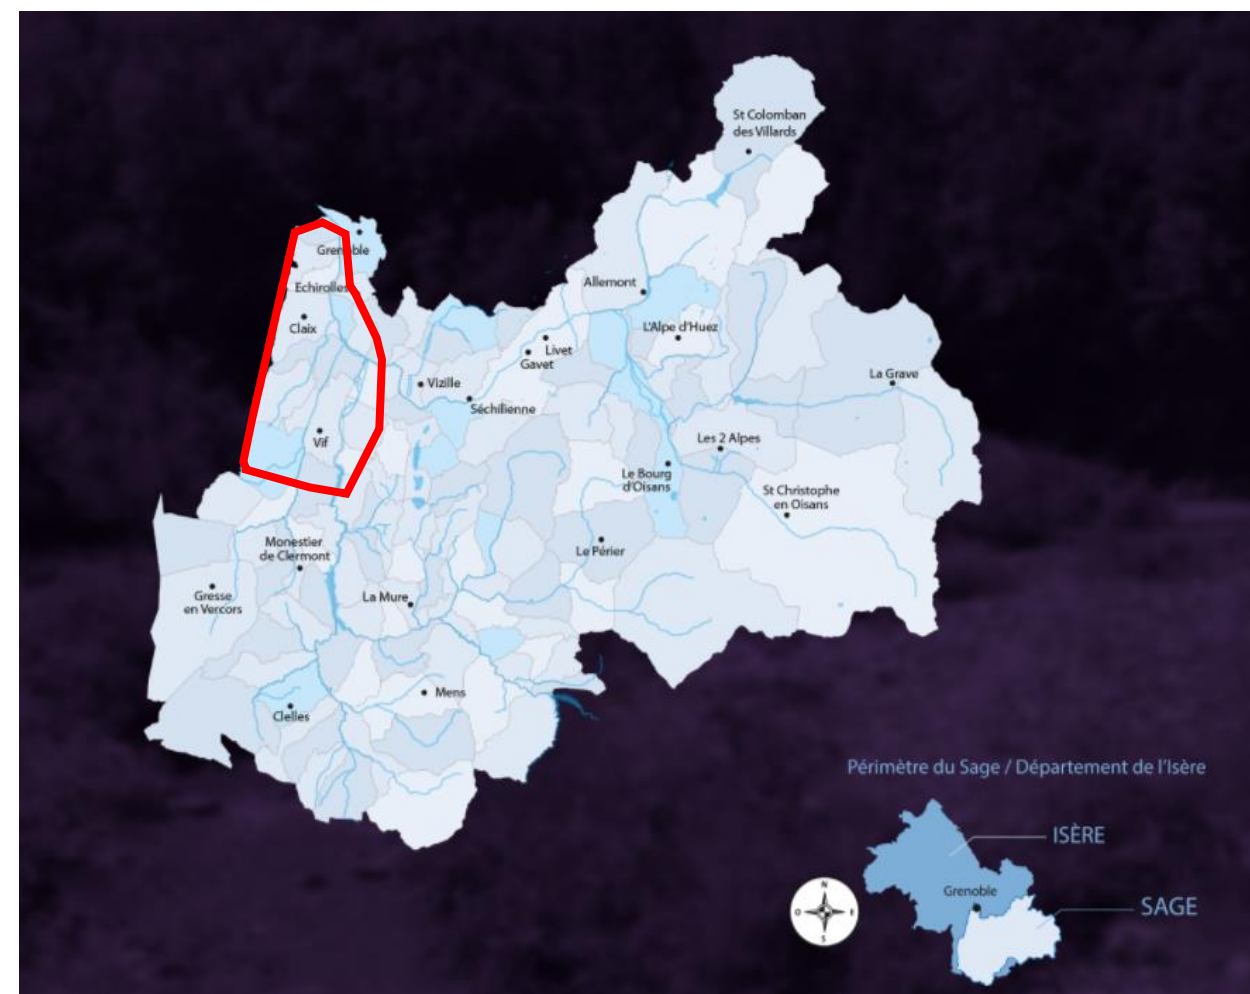 St Colomban
des Villards
Grenoble
Echirolles
Allemont
Claix
L'Alpe d'Huez
Livet
Gavet
La Grave
Vizille
Séchilienne
Vif
Les 2 Alpes
Le Bourg
d'Oisans
St Christophe
en Oisans
Monestier
de Clermont
Le Périer
Gresse
en Vercors
La Mure
Mens
Clelles
Périmètre du Sage / Département de l'Isère
ISÈRE
Grenoble
N
O
E
S
SAGE